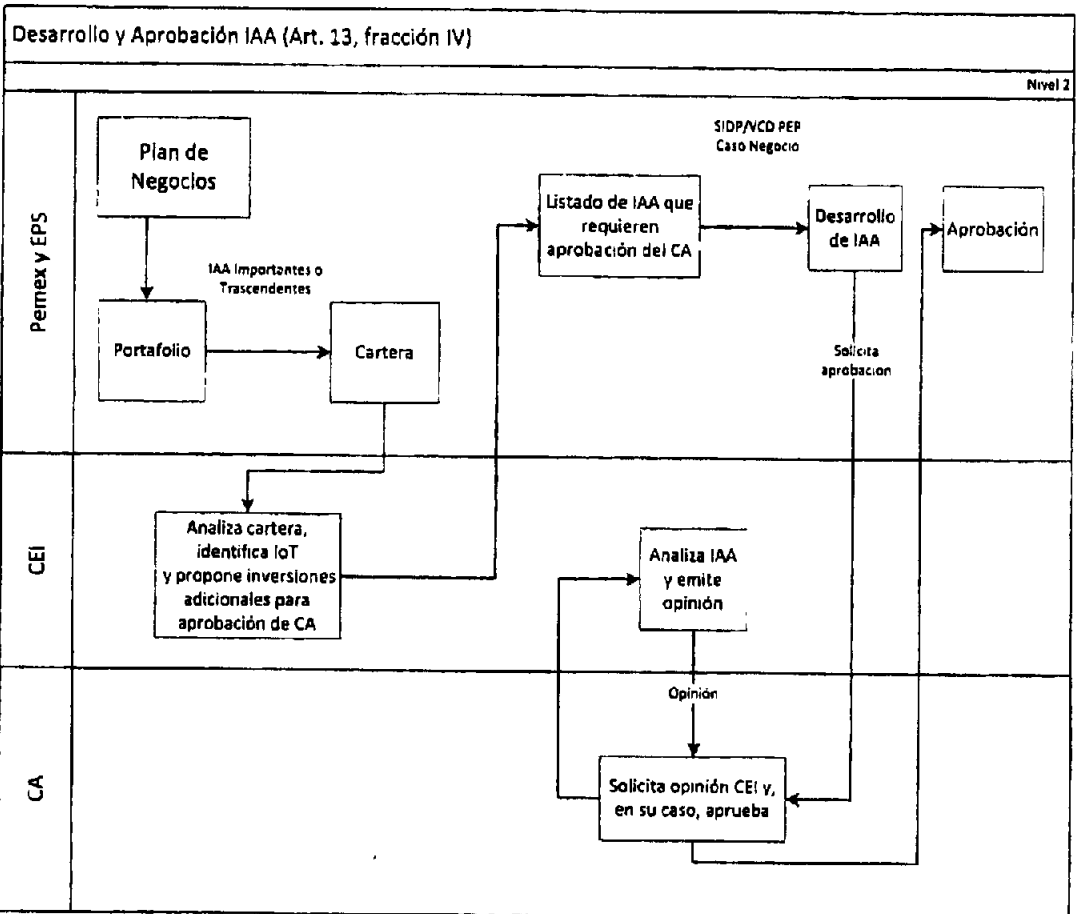 Desarrollo y Aprobación IAA (Art. 13, fracción IV)
Nivel 2
Pemex y EPS
Plan de
Negocios
IAA Importantes o
Trascendentes
Portafolio
Cartera
Listado de IAA que
requieren
aprobación del CA
SIDP/VCD PEP
Caso Negocio
Desarrollo
de IAA
Aprobación
Solicita
aprobacion
CEI
Analiza cartera,
identifica IoT
y propone inversiones
adicionales para
aprobación de CA
Analiza IAA
y emite
opinión
CA
Opinión
Solicita opinión CEI y,
en su caso, aprueba